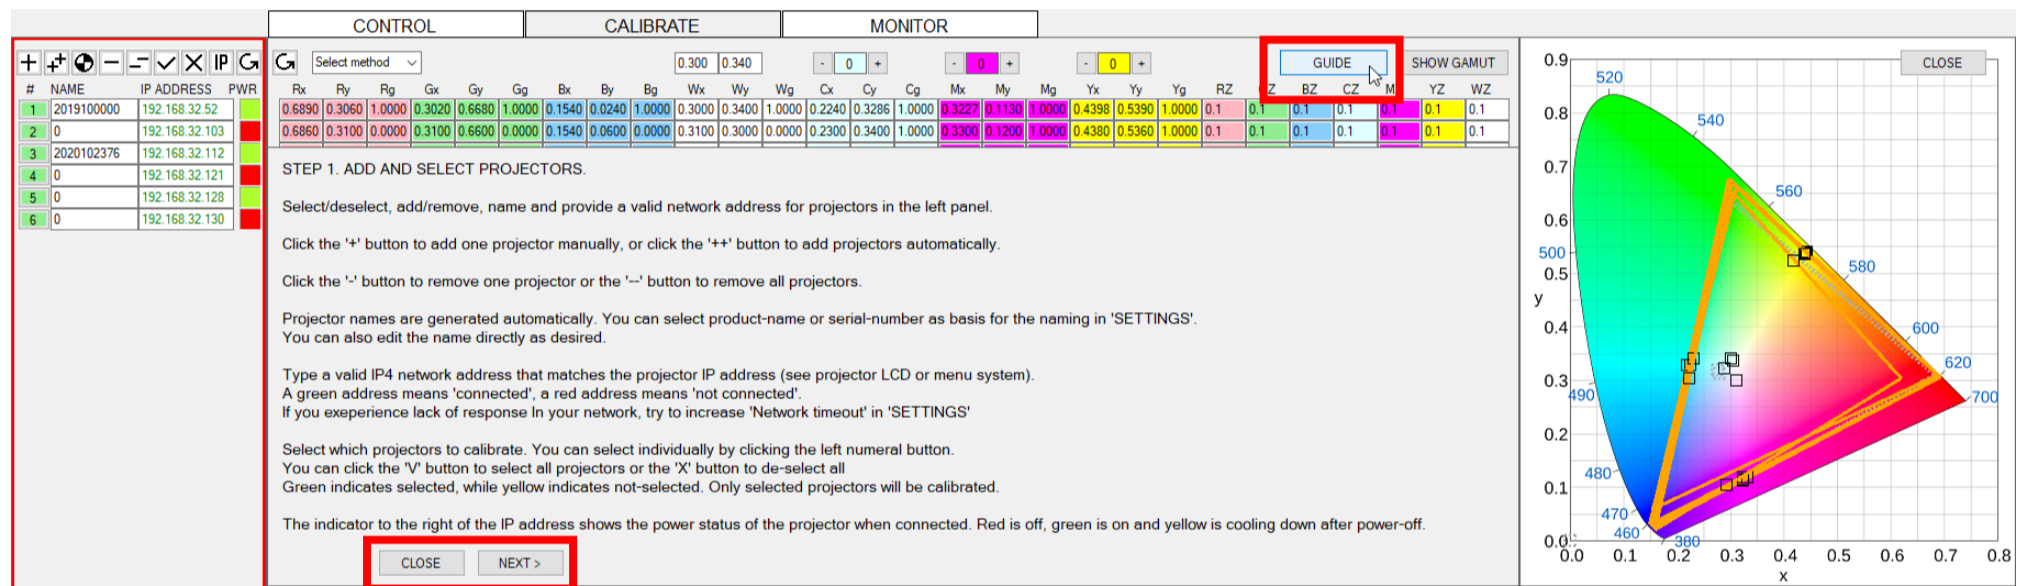 CONTROL CALIBRATE MONITOR
IP
Select method 0.300 0.340 - 0 + - 0 + - 0 + GUIDE SHOW GAMUT CLOSE
# NAME IP ADDRESS PWR
Rx Ry Rg Gx Gy Gg Bx By Bg Wx Wy Wg Cx Cy Cg Mx My Mg Yx Yy Yg RZ BZ CZ M YZ WZ
1 2019100000 192.168.32.52
2 0 192.168.32.103
3 2020102376 192.168.32.112
4 0 192.168.32.121
5 0 192.168.32.128
6 0 192.168.32.130
0.6890 0.3060 1.0000 0.3020 0.6680 1.0000 0.1540 0.0240 1.0000 0.3000 0.3400 1.0000 0.2240 0.3286 1.0000 0.3227 0.1130 1.0000 0.4398 0.5390 1.0000 0.1 0.1 0.1 0.1 0.1 0.1 0.1
0.6860 0.3100 0.0000 0.3100 0.6600 0.0000 0.1540 0.0600 0.0000 0.3100 0.3000 0.0000 0.2300 0.3400 1.0000 0.3300 0.1200 1.0000 0.4380 0.5360 1.0000 0.1 0.1 0.1 0.1 0.1 0.1 0.1
STEP 1. ADD AND SELECT PROJECTORS.
Select/deselect, add/remove, name and provide a valid network address for projectors in the left panel.
Click the '+' button to add one projector manually, or click the '++' button to add projectors automatically.
Click the '-' button to remove one projector or the '--' button to remove all projectors.
Projector names are generated automatically. You can select product-name or serial-number as basis for the naming in 'SETTINGS'.
You can also edit the name directly as desired.
Type a valid IP4 network address that matches the projector IP address (see projector LCD or menu system).
A green address means 'connected', a red address means 'not connected'.
If you exeperience lack of response In your network, try to increase 'Network timeout' in 'SETTINGS'
Select which projectors to calibrate. You can select individually by clicking the left numeral button.
You can click the 'V' button to select all projectors or the 'X' button to de-select all
Green indicates selected, while yellow indicates not-selected. Only selected projectors will be calibrated.
The indicator to the right of the IP address shows the power status of the projector when connected. Red is off, green is on and yellow is cooling down after power-off.
CLOSE NEXT >
0.9
0.8
0.7
0.6
0.5
y
0.4
0.3
0.2
0.1
0.0
520
540
560
500
580
600
620
490
700
480
470
460
380
0.0 0.1 0.2 0.3 0.4 0.5 0.6 0.7 0.8
x